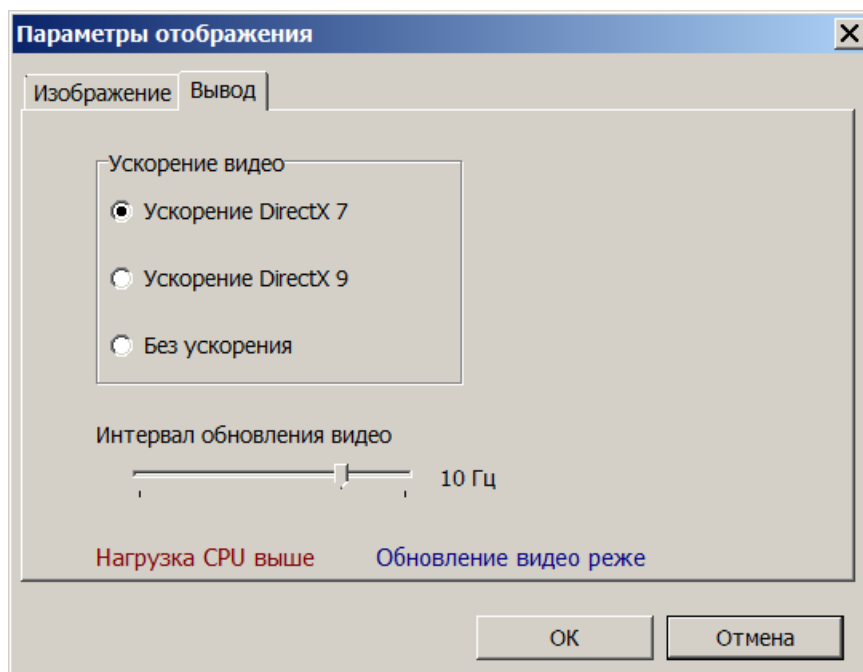 Параметры отображения
Изображение Вывод
Ускорение видео
Ускорение DirectX 7
Ускорение DirectX 9
Без ускорения
Интервал обновления видео
10 Гц
Нагрузка CPU выше Обновление видео реже
ОК Отмена